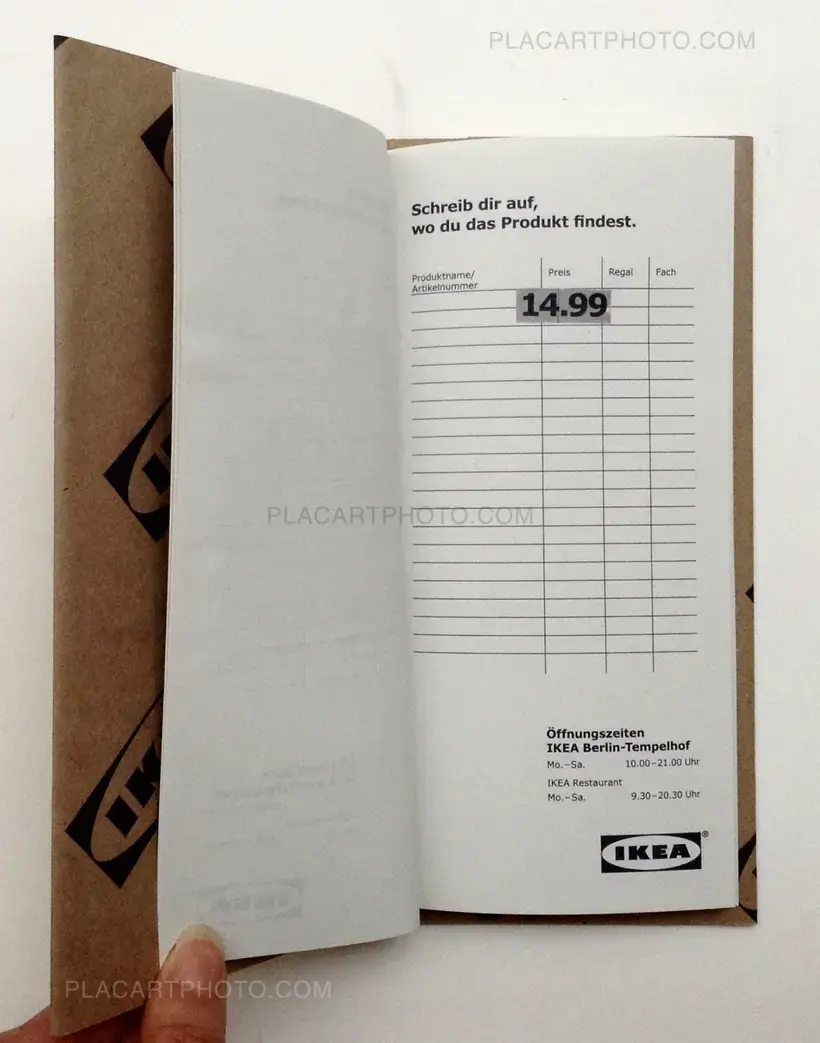 PLACARTPHOTO.COM
Schreib dir auf,
wo du das Produkt findest.
Produktname/
Artikelnummer
Preis
Regal
Fach
14.99
PLACARTPHOTO.COM
Öffnungszeiten
IKEA Berlin-Tempelhof
Mo.–Sa. 10.00–21.00 Uhr
IKEA Restaurant
Mo.–Sa. 9.30–20.30 Uhr
IKEA®
PLACARTPHOTO.COM